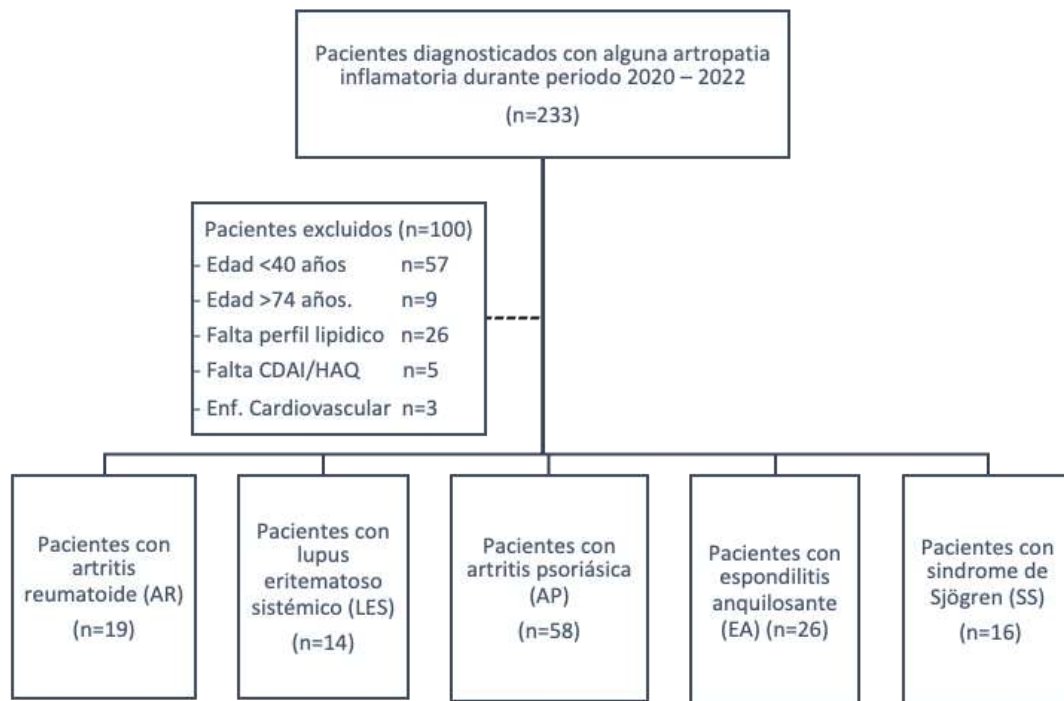 Pacientes diagnosticados con alguna artropatia
inflamatoria durante periodo 2020 – 2022
(n=233)
Pacientes excluidos (n=100)
- Edad <40 años n=57
- Edad >74 años. n=9
- Falta perfil lipidico n=26
- Falta CDAI/HAQ n=5
- Enf. Cardiovascular n=3
Pacientes con
artritis
reumatoide (AR)
(n=19)
Pacientes con
lupus
eritematoso
sistémico (LES)
(n=14)
Pacientes con
artritis psoriásica
(AP)
(n=58)
Pacientes con
espondilitis
anquilosante
(EA) (n=26)
Pacientes con
sindrome de
Sjögren (SS)
(n=16)